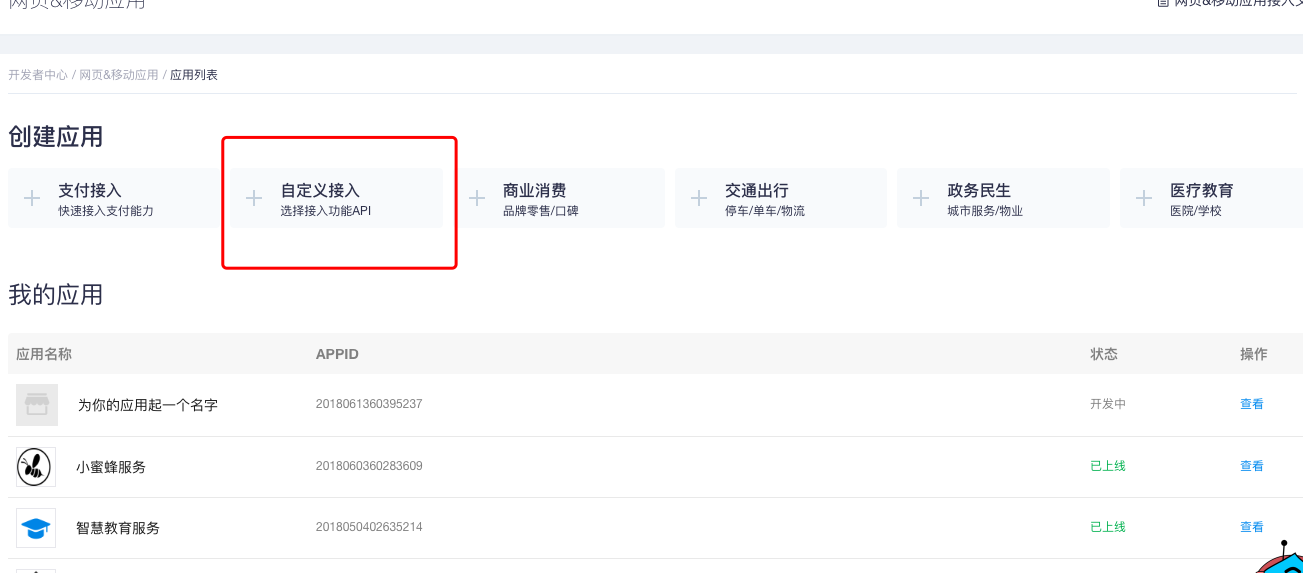 网页&移动应用
网页&移动应用接入文
开发者中心 / 网页&移动应用 / 应用列表
创建应用
支付接入
快速接入支付能力
自定义接入
选择接入功能API
商业消费
品牌零售/口碑
交通出行
停车/单车/物流
政务民生
城市服务/物业
医疗教育
医院/学校
我的应用
应用名称 APPID 状态 操作
为你的应用起一个名字 2018061360395237 开发中 查看
小蜜蜂服务 2018060360283609 已上线 查看
智慧教育服务 2018050402635214 已上线 查看